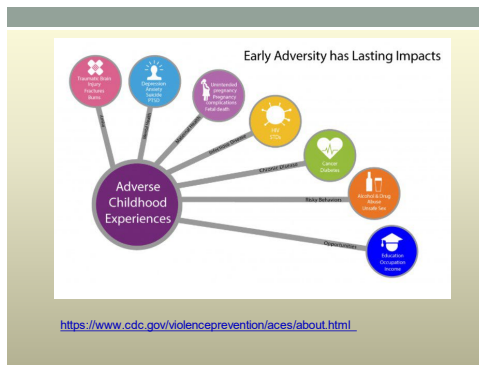 Early Adversity has Lasting Impacts
Traumatic Brain
Injury
Fractures
Burns
Depression
Anxiety
Suicide
PTSD
Unintended
pregnancy
Pregnancy
complications
Fetal death
HIV
STDs
Cancer
Diabetes
Alcohol & Drug
Abuse
Unsafe Sex
Education
Occupation
Income
Injury
Mental Health
Maternal Health
Infectious Disease
Chronic Disease
Risky Behaviors
Opportunities
Adverse
Childhood
Experiences
https://www.cdc.gov/violenceprevention/aces/about.html